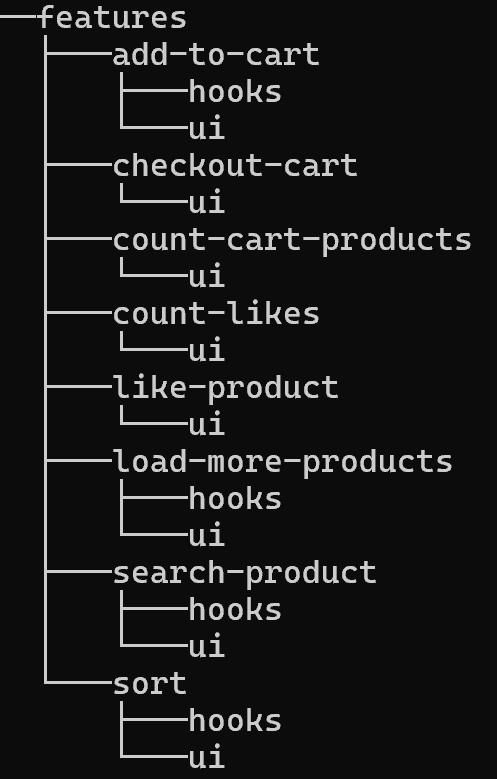 features
add-to-cart
hooks
ui
checkout-cart
ui
count-cart-products
ui
count-likes
ui
like-product
ui
load-more-products
hooks
ui
search-product
hooks
ui
sort
hooks
ui